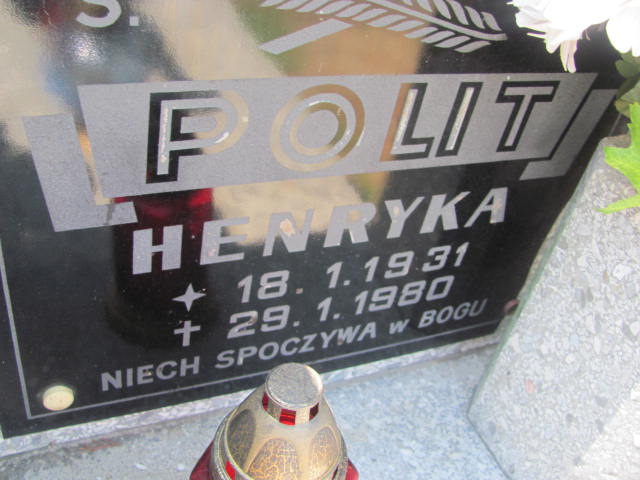 S.
POLIT
HENRYKA
18.1.1931
29.1.1980
NIECH SPOCZYWA W BOGU